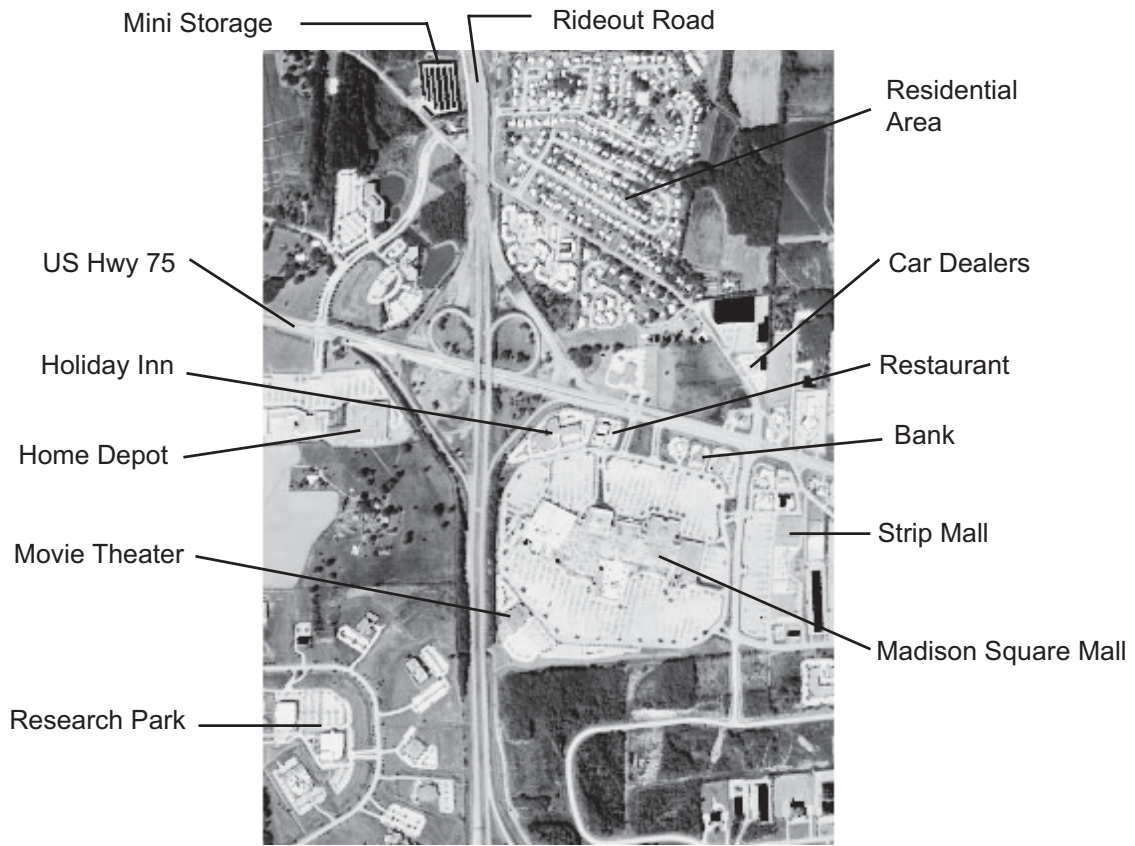 Mini Storage
Rideout Road
Residential
Area
US Hwy 75
Car Dealers
Holiday Inn
Restaurant
Home Depot
Bank
Movie Theater
Strip Mall
Madison Square Mall
Research Park